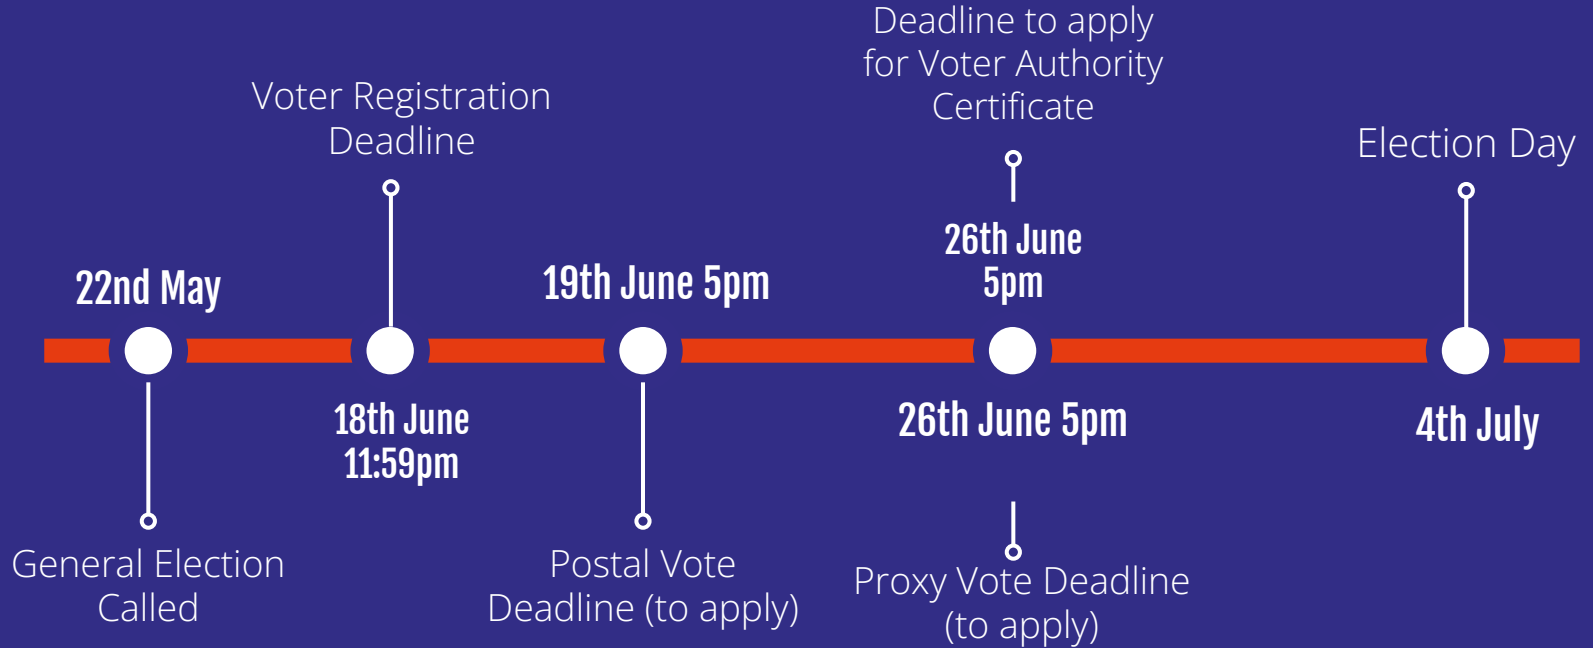 22nd May
General Election
Called
Voter Registration
Deadline
18th June
11:59pm
19th June 5pm
Postal Vote
Deadline (to apply)
Deadline to apply
for Voter Authority
Certificate
26th June
5pm
26th June 5pm
Proxy Vote Deadline
(to apply)
Election Day
4th July